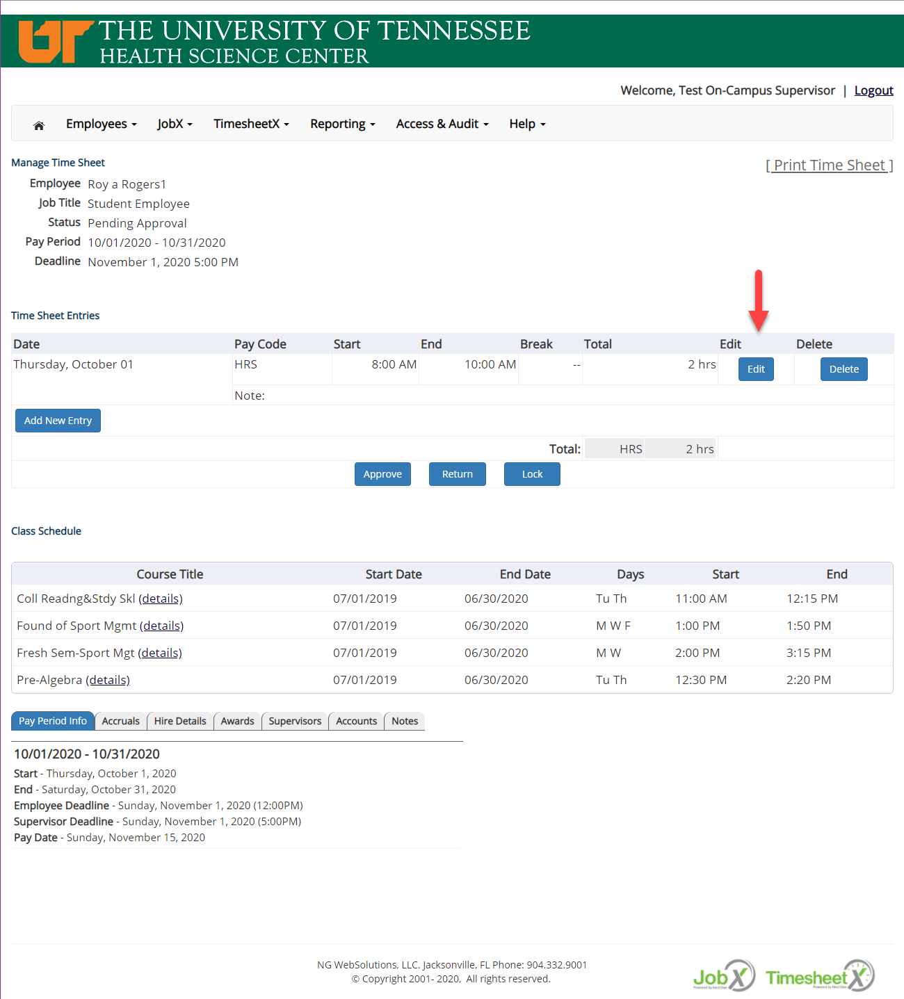 UT THE UNIVERSITY OF TENNESSEE
HEALTH SCIENCE CENTER
Welcome, Test On-Campus Supervisor | Logout
Employees JobX TimesheetX Reporting Access & Audit Help
Manage Time Sheet
[ Print Time Sheet ]
Employee Roy a Rogers1
Job Title Student Employee
Status Pending Approval
Pay Period 10/01/2020 - 10/31/2020
Deadline November 1, 2020 5:00 PM
Time Sheet Entries
Date Pay Code Start End Break Total Edit Delete
Thursday, October 01 HRS 8:00 AM 10:00 AM -- 2 hrs Edit Delete
Note:
Add New Entry
Total: HRS 2 hrs
Approve Return Lock
Class Schedule
Course Title Start Date End Date Days Start End
Coll Readng&Stdy Skl (details) 07/01/2019 06/30/2020 Tu Th 11:00 AM 12:15 PM
Found of Sport Mgmt (details) 07/01/2019 06/30/2020 M W F 1:00 PM 1:50 PM
Fresh Sem-Sport Mgt (details) 07/01/2019 06/30/2020 M W 2:00 PM 3:15 PM
Pre-Algebra (details) 07/01/2019 06/30/2020 Tu Th 12:30 PM 2:20 PM
Pay Period Info Accruals Hire Details Awards Supervisors Accounts Notes
10/01/2020 - 10/31/2020
Start - Thursday, October 1, 2020
End - Saturday, October 31, 2020
Employee Deadline - Sunday, November 1, 2020 (12:00PM)
Supervisor Deadline - Sunday, November 1, 2020 (5:00PM)
Pay Date - Sunday, November 15, 2020
NG WebSolutions, LLC. Jacksonville, FL Phone: 904.332.9001
© Copyright 2001- 2020, All rights reserved.
JobX TimesheetX
Powered by Next Gen Powered by Next Gen